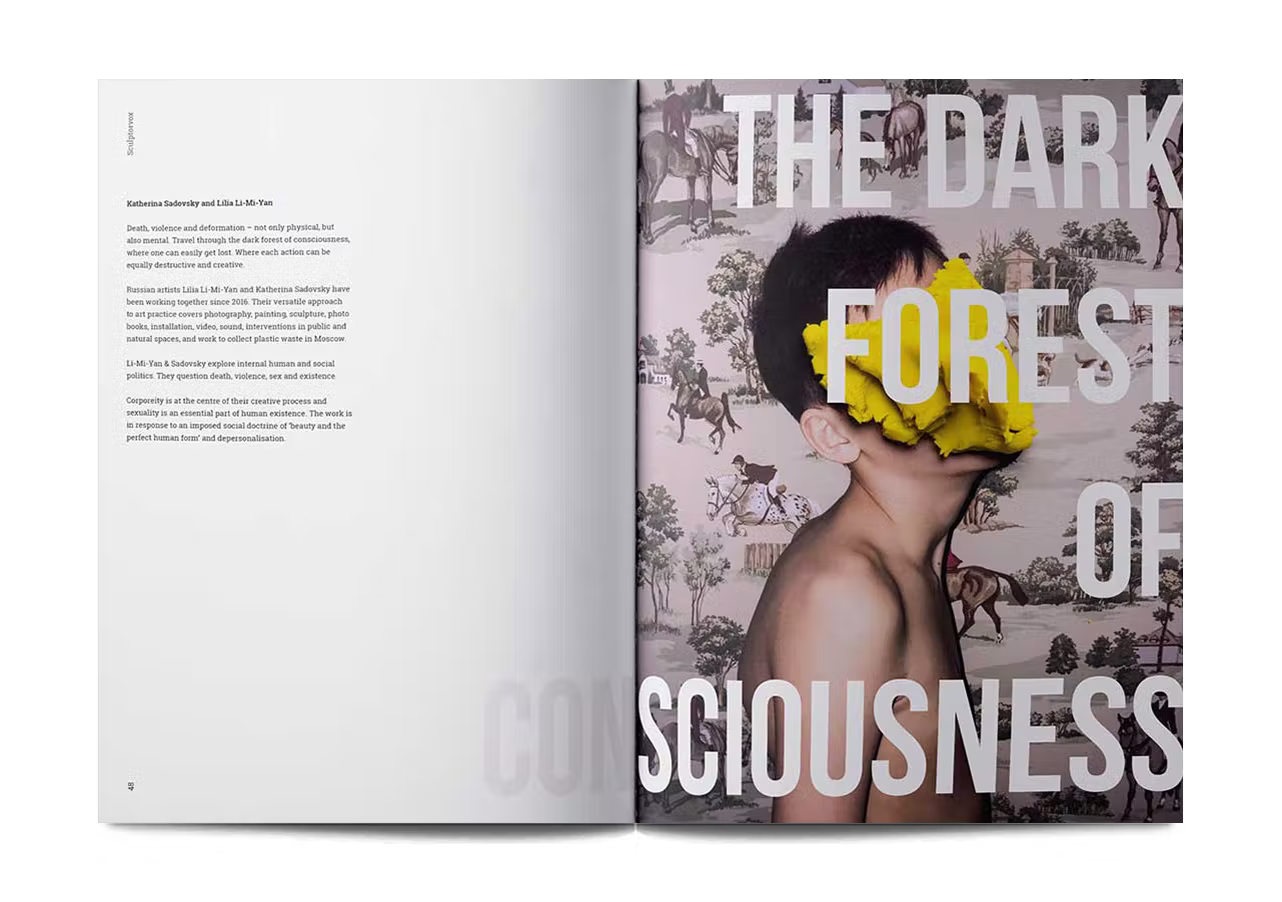 Sculptorvox
Katherina Sadovsky and Lilia Li-Mi-Yan
Death, violence and deformation – not only physical, but
also mental. Travel through the dark forest of consciousness,
where one can easily get lost. Where each action can be
equally destructive and creative.
Russian artists Lilia Li-Mi-Yan and Katherina Sadovsky have
been working together since 2016. Their versatile approach
to art practice covers photography, painting, sculpture, photo
books, installation, video, sound, interventions in public and
natural spaces, and work to collect plastic waste in Moscow.
Li-Mi-Yan & Sadovsky explore internal human and social
politics. They question death, violence, sex and existence.
Corporeity is at the centre of their creative process and
sexuality is an essential part of human existence. The work is
in response to an imposed social doctrine of 'beauty and the
perfect human form' and depersonalisation.
48
THE DARK
FOREST
OF
CONSCIOUSNESS